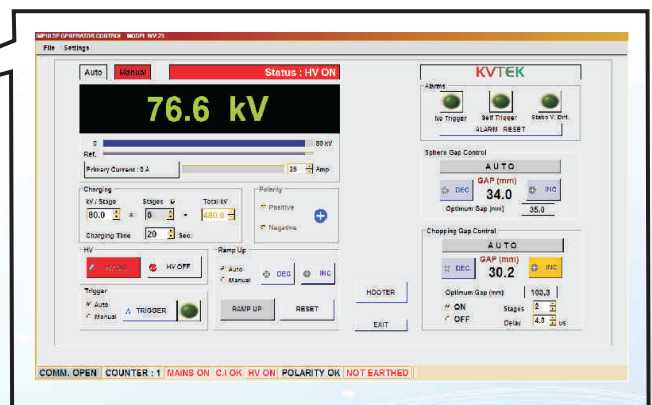 IMPULSE GENERATOR CONTROL MODEL WV 23
File Settings
Auto Manual Status : HV ON
76.6 kV
0 80 kV
Ref.
Primary Current : 0 A 25 Amp
Charging
kV / Stage Stages Total kV
80.0 x 6 = 480.0
Charging Time 20 Sec.
Polarity
Positive
Negative
HV
HV ON HV OFF
Ramp Up
Auto
Manual
DEC INC
RAMP UP RESET
Trigger
Auto
Manual
TRIGGER
HOOTER
EXIT
KVTEK
Alarms
No Trigger Self Trigger Static V. Dirt.
ALARM RESET
Sphere Gap Control
AUTO
GAP (mm)
DEC 34.0 INC
Optimum Gap (mm) 35.0
Chopping Gap Control
AUTO
GAP (mm)
DEC 30.2 INC
Optimum Gap (mm) 103.3
ON Stages 2
OFF Delay 4.0 us
COMM. OPEN COUNTER : 1 MAINS ON C.I OK HV ON POLARITY OK NOT EARTHED